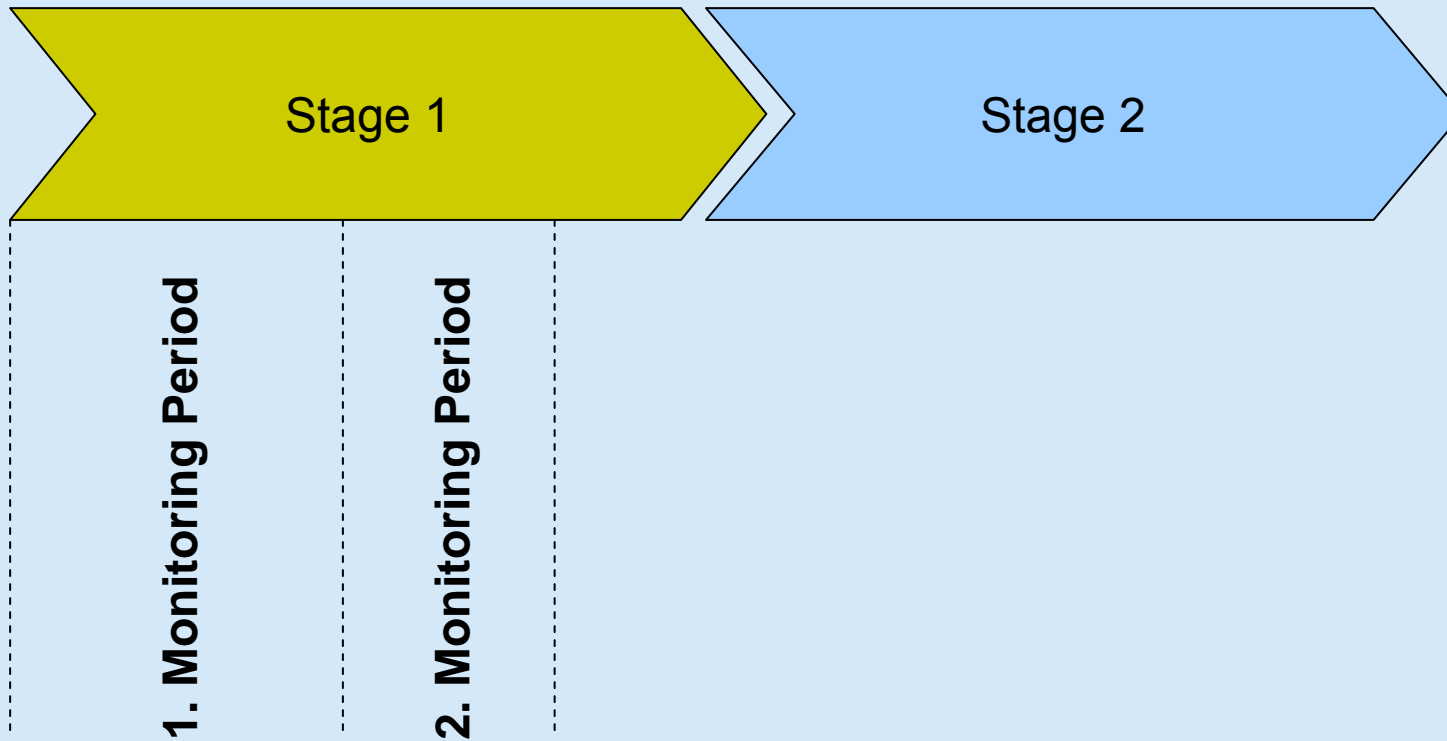 Stage 1
Stage 2
1. Monitoring Period
2. Monitoring Period